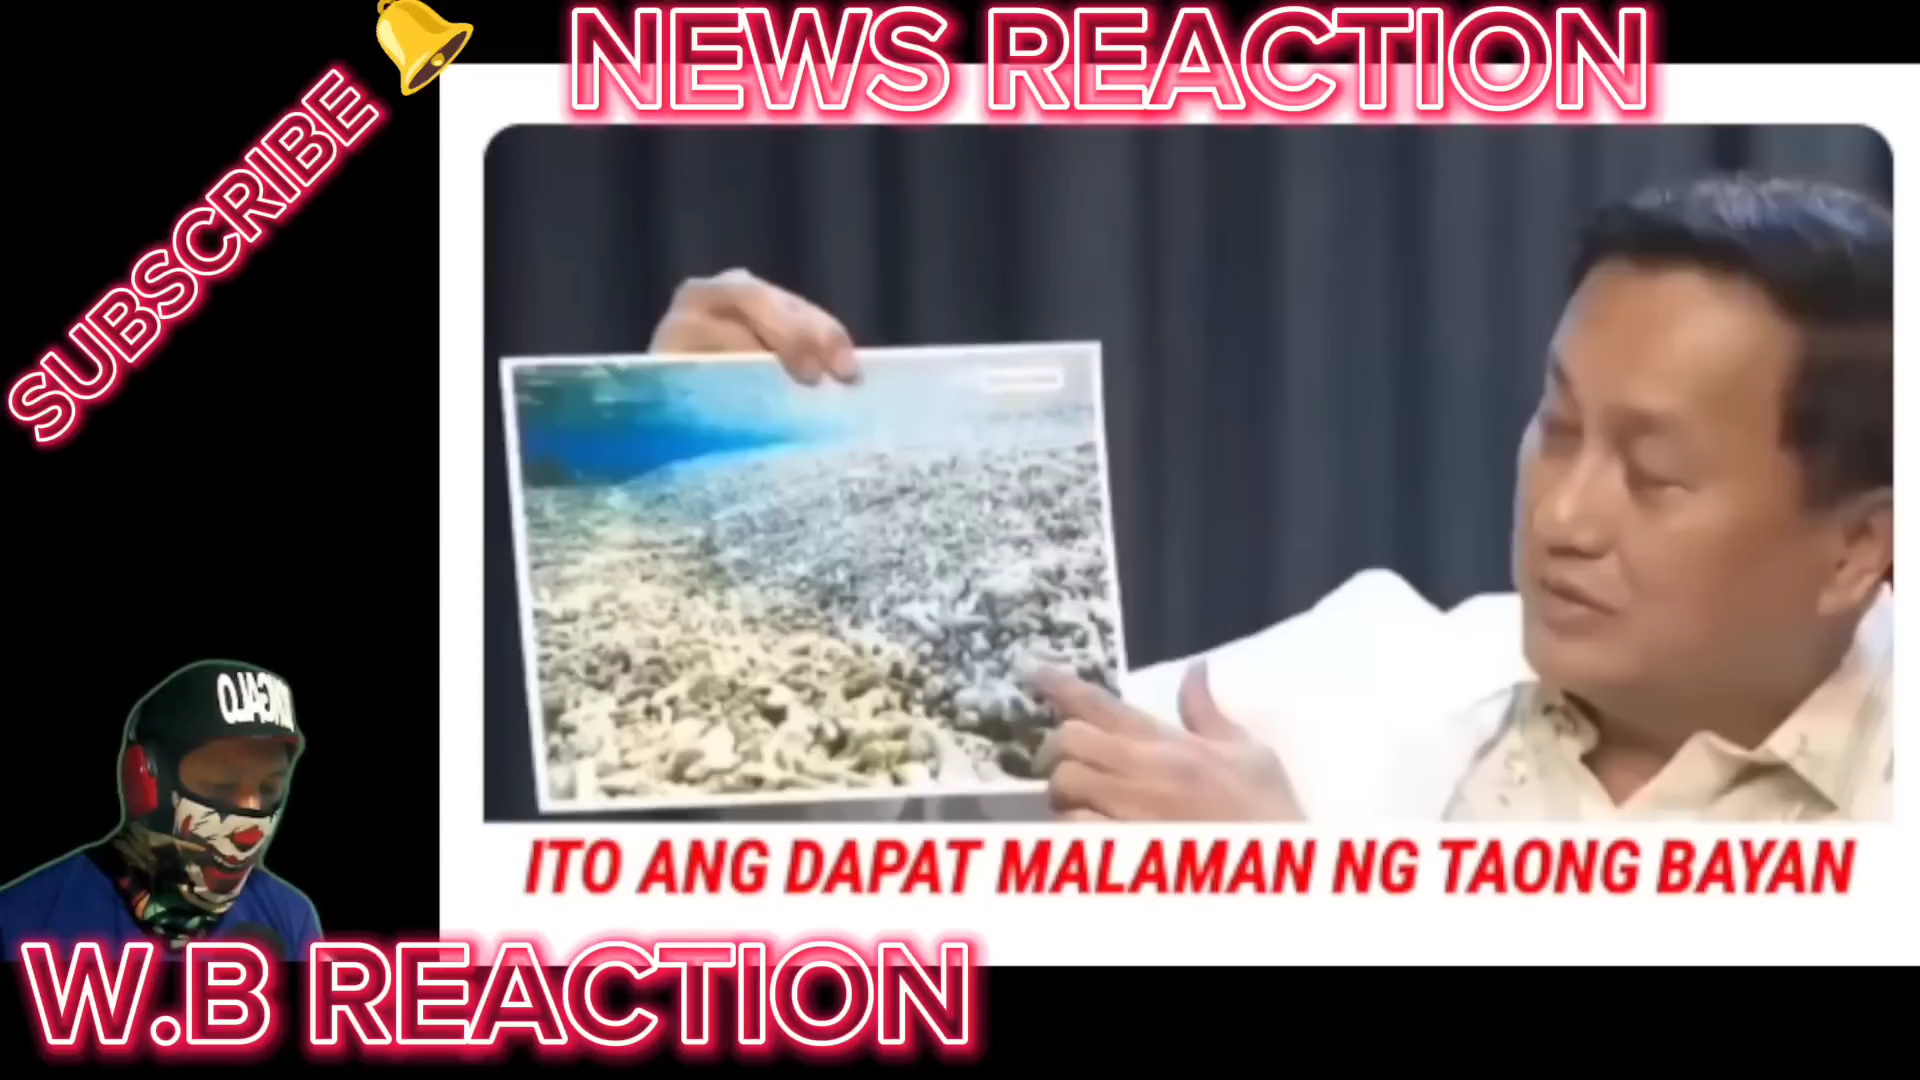 NEWS REACTION
SUBSCRIBE
ITO ANG DAPAT MALAMAN NG TAONG BAYAN
W.B REACTION